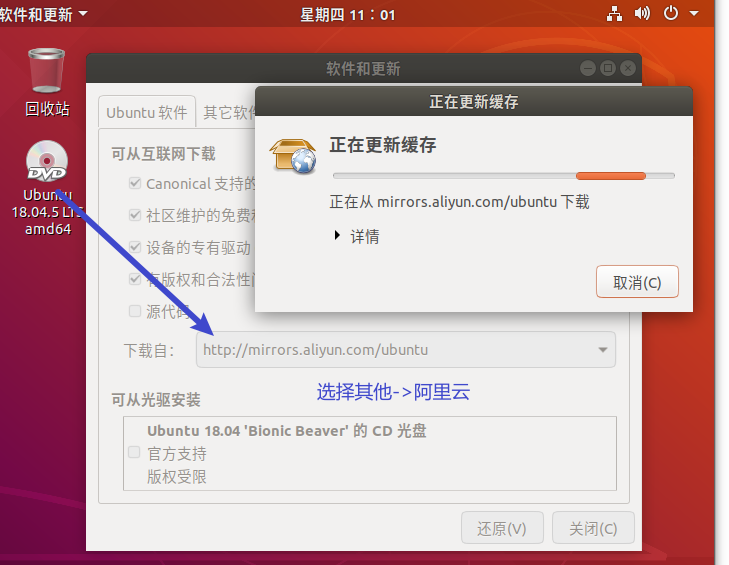 软件和更新
星期四 11：01
回收站
Ubuntu
18.04.5 LTS
amd64
软件和更新
Ubuntu 软件
其它软件
可从互联网下载
Canonical 支持的
社区维护的免费
设备的专有驱动
有版权和合法性
源代码
下载自：
http://mirrors.aliyun.com/ubuntu
选择其他->阿里云
可从光驱安装
Ubuntu 18.04 'Bionic Beaver' 的 CD 光盘
官方支持
版权受限
还原(V)
关闭(C)
正在更新缓存
正在更新缓存
正在从 mirrors.aliyun.com/ubuntu 下载
详情
取消(C)